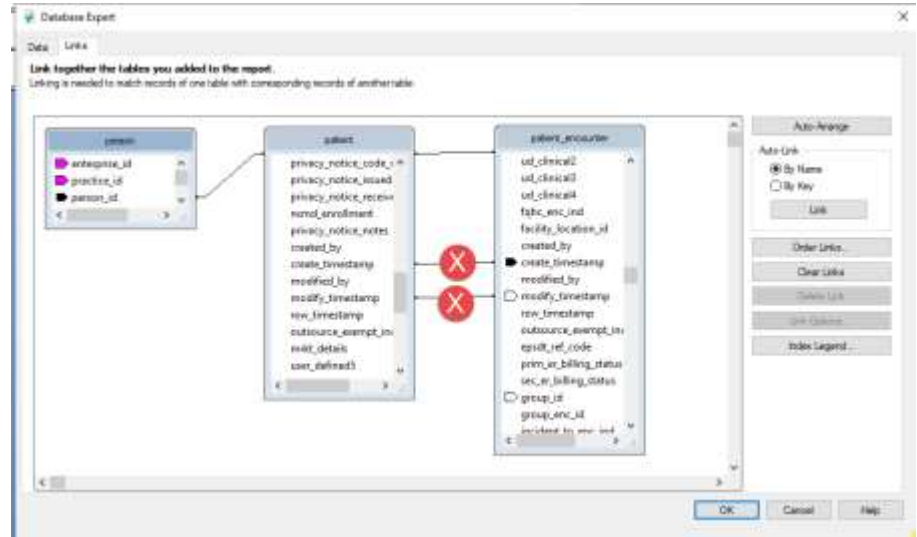 Database Expert
Data Links
Link together the tables you added to the report.
Linking is needed to match records of one table with corresponding records of another table.
person
enterprise_id
practice_id
person_id
patient
privacy_notice_code_
privacy_notice_issued
privacy_notice_receive
nxmd_enrollment
privacy_notice_notes
created_by
create_timestamp
modified_by
modify_timestamp
row_timestamp
outsource_exempt_in
mrkt_details
user_defined3
patient_encounter
ud_clinical2
ud_clinical3
ud_clinical4
fqhc_enc_ind
facility_location_id
created_by
create_timestamp
modified_by
modify_timestamp
row_timestamp
outsource_exempt_in
epsdt_ref_code
prim_er_billing_status
sec_er_billing_status
group_id
group_enc_id
incident_to_enc_ind
X
X
Auto-Arrange
Auto-Link
By Name
By Key
Link
Order Links...
Clear Links
Delete Link
Link Options...
Index Legend...
OK Cancel Help